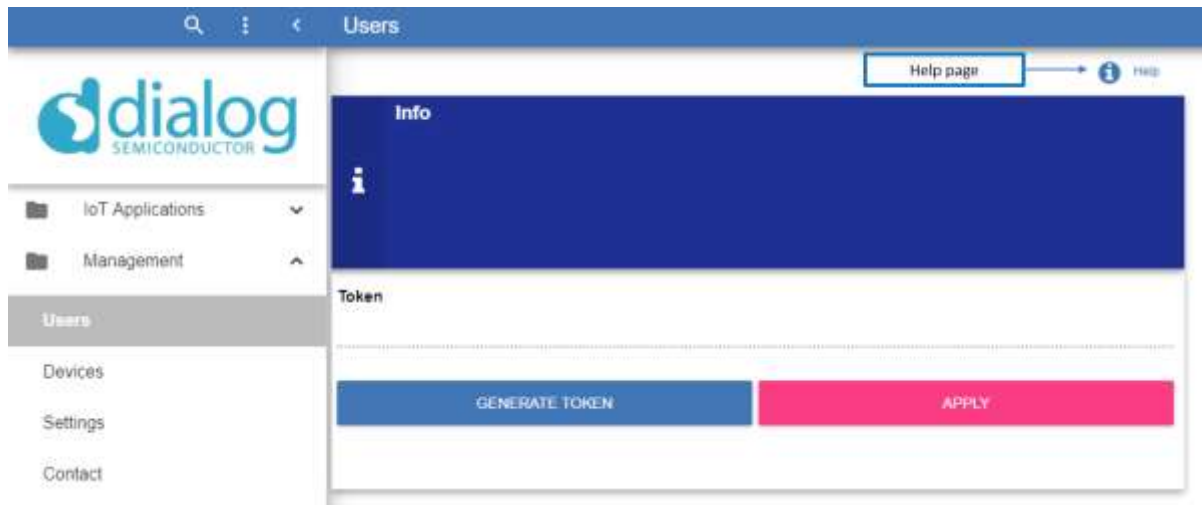 Users
Help page
Help
dialog
SEMICONDUCTOR
Info
IoT Applications
Management
Users
Devices
Settings
Contact
Token
GENERATE TOKEN
APPLY